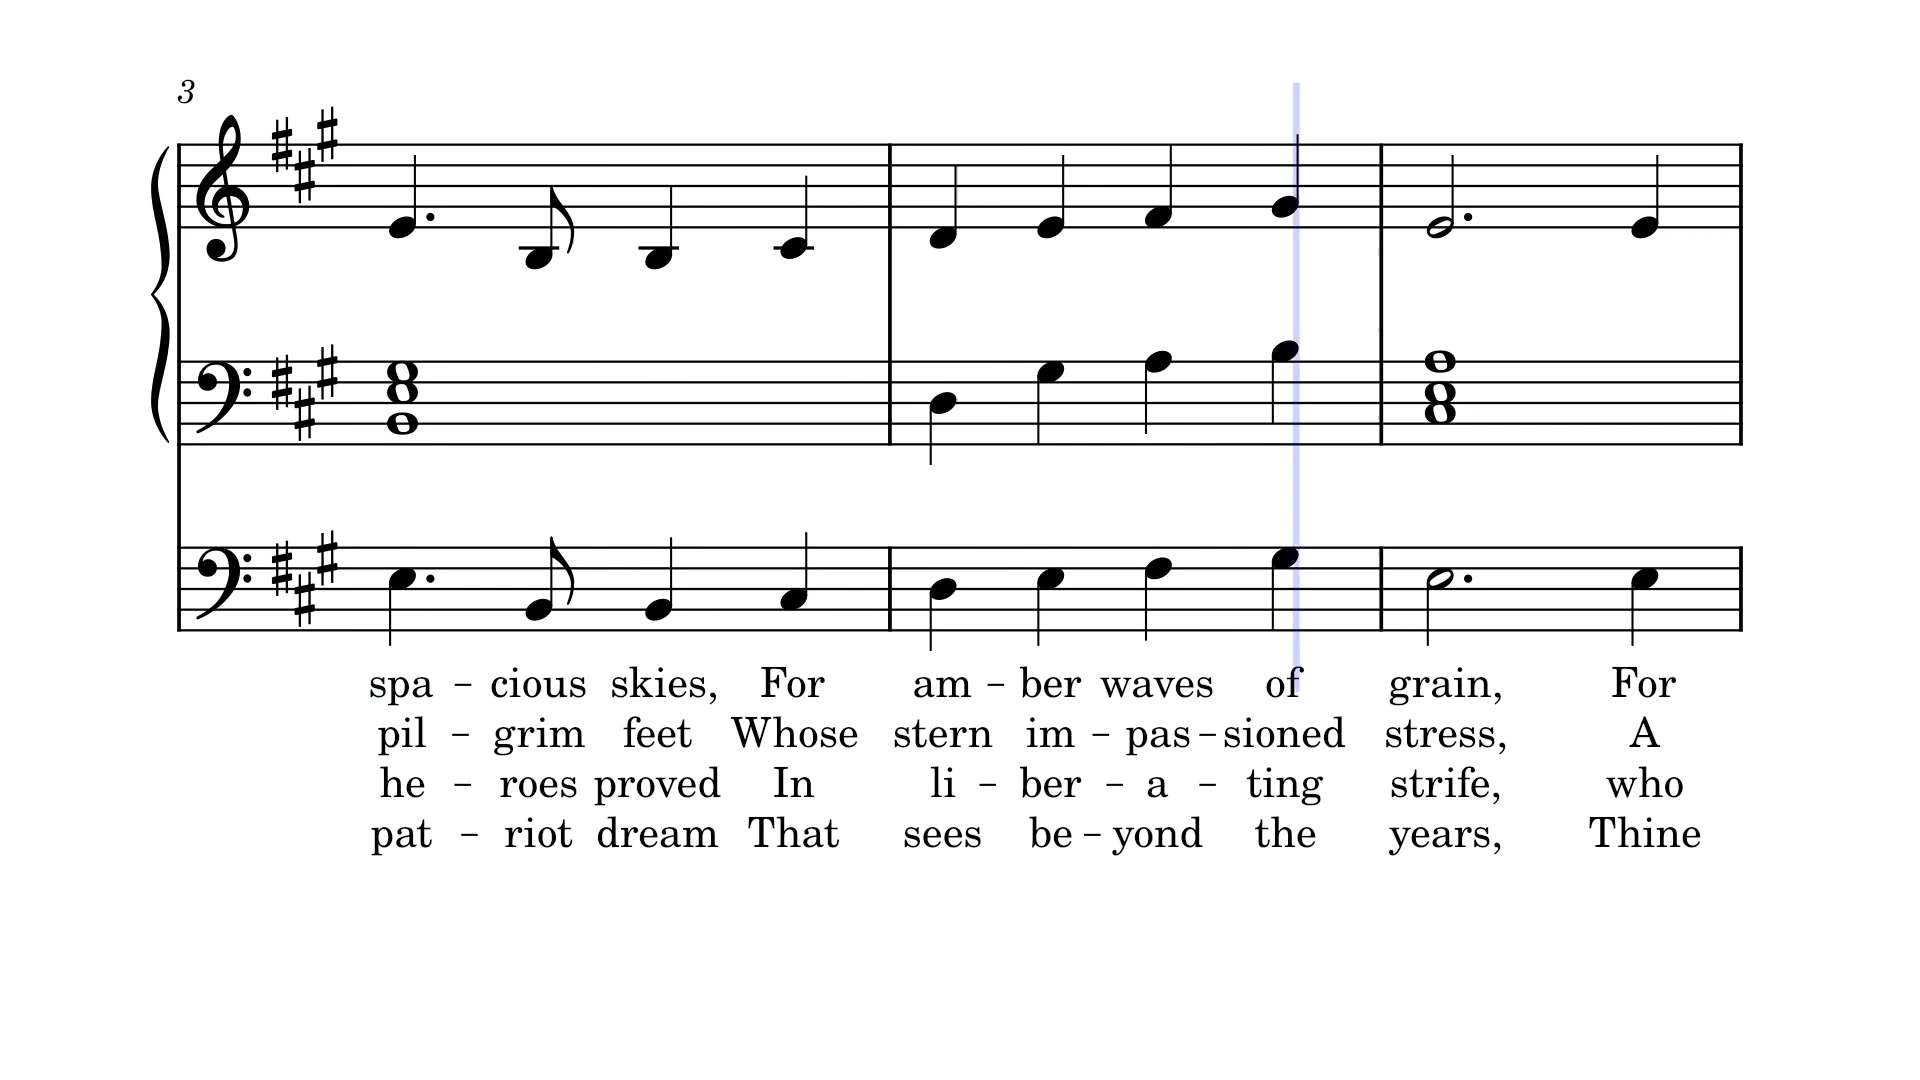 3
spa - cious skies, For am - ber waves of grain, For
pil - grim feet Whose stern im - pas - sioned stress, A
he - roes proved In li - ber - a - ting strife, who
pat - riot dream That sees be - yond the years, Thine